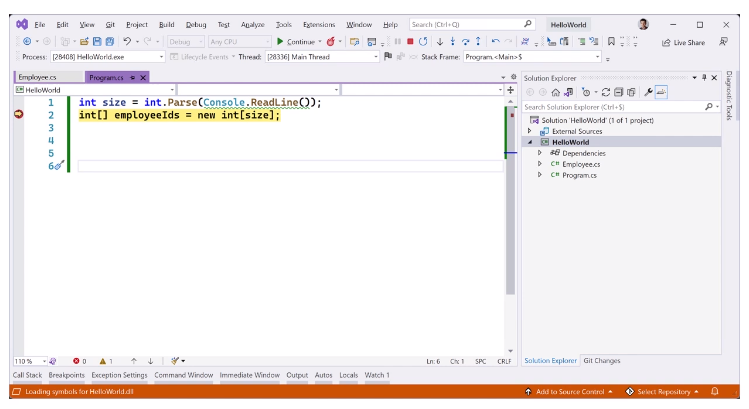 File Edit View Git Project Build Debug Test Analyze Tools Extensions Window Help Search (Ctrl+Q) HelloWorld
Debug Any CPU Continue Live Share
Process: [28408] HelloWorld.exe Lifecycle Events Thread: [28336] Main Thread Stack Frame: Program.<Main>$
Employee.cs Program.cs
HelloWorld
1 int size = int.Parse(Console.ReadLine());
2 int[] employeeIds = new int[size];
3
4
5
6
Solution Explorer
Search Solution Explorer (Ctrl+$)
Solution 'HelloWorld' (1 of 1 project)
External Sources
C# HelloWorld
Dependencies
C# Employee.cs
C# Program.cs
Diagnostic Tools
110 % 0 1 Ln: 6 Ch: 1 SPC CRLF
Solution Explorer Git Changes
Call Stack Breakpoints Exception Settings Command Window Immediate Window Output Autos Locals Watch 1
Loading symbols for HelloWorld.dll Add to Source Control Select Repository